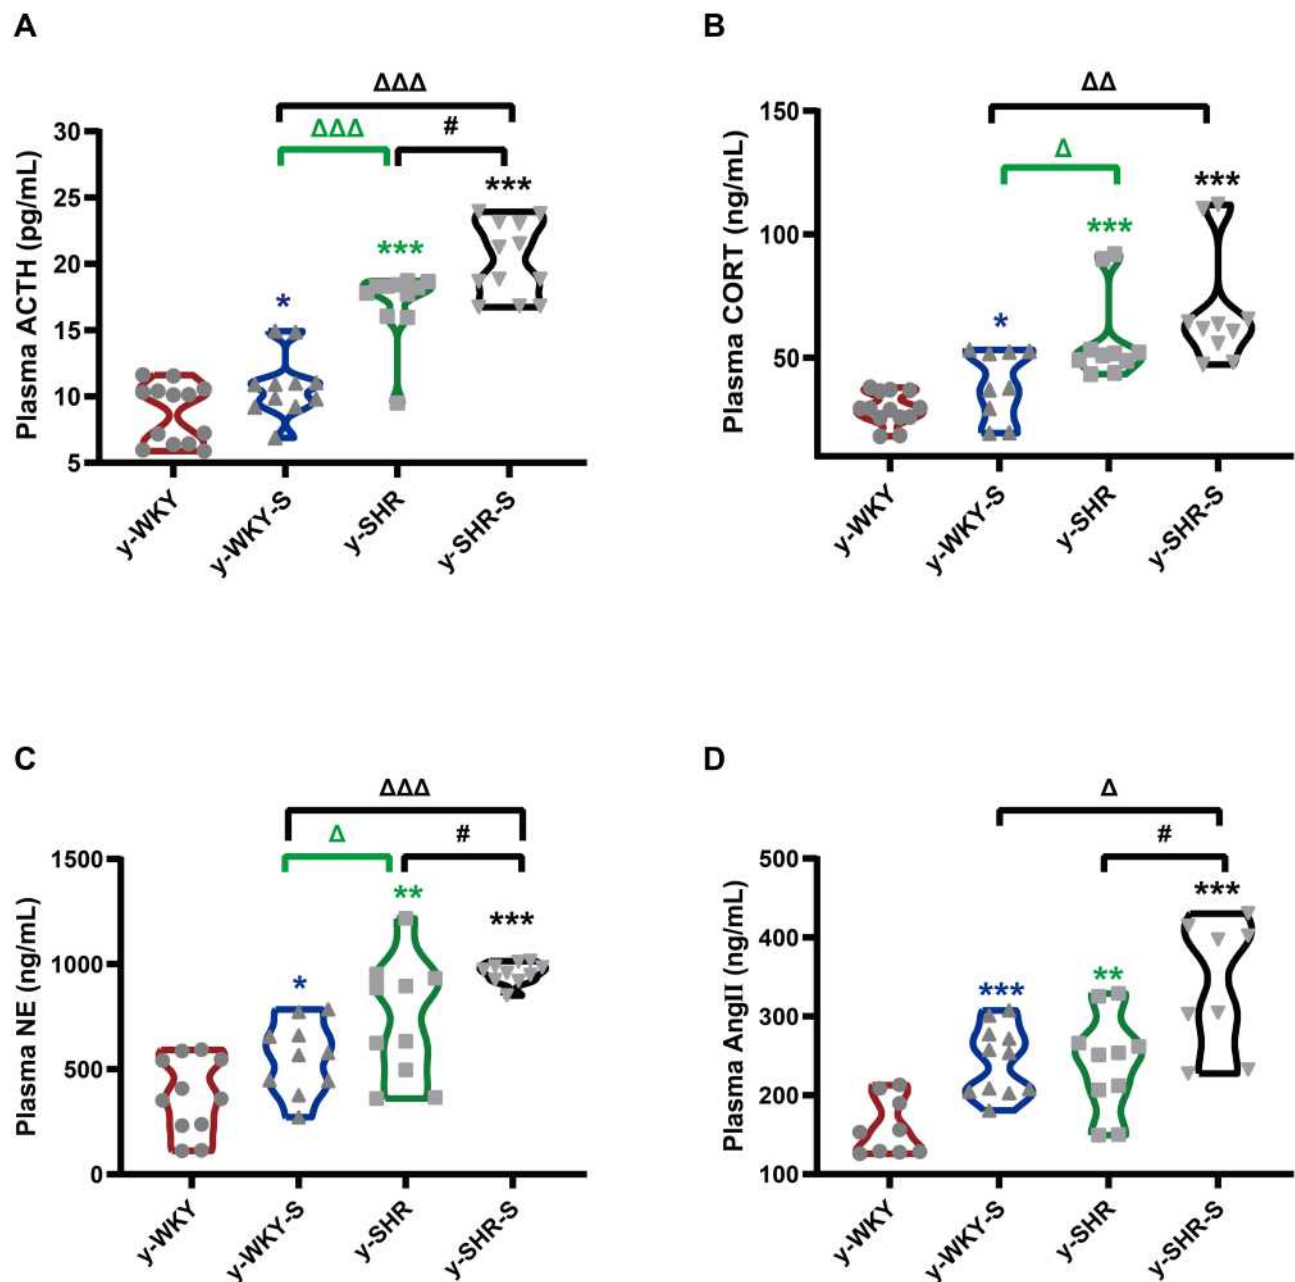 A
ΔΔΔ
ΔΔΔ
#
*
***
***
Plasma ACTH (pg/mL)
30
25
20
15
10
5
y-WKY
y-WKY-S
y-SHR
y-SHR-S
B
ΔΔ
Δ
*
***
***
Plasma CORT (ng/mL)
150
100
50
y-WKY
y-WKY-S
y-SHR
y-SHR-S
C
ΔΔΔ
Δ
#
*
**
***
Plasma NE (ng/mL)
1500
1000
500
0
y-WKY
y-WKY-S
y-SHR
y-SHR-S
D
Δ
#
***
**
***
Plasma AngII (ng/mL)
500
400
300
200
100
y-WKY
y-WKY-S
y-SHR
y-SHR-S